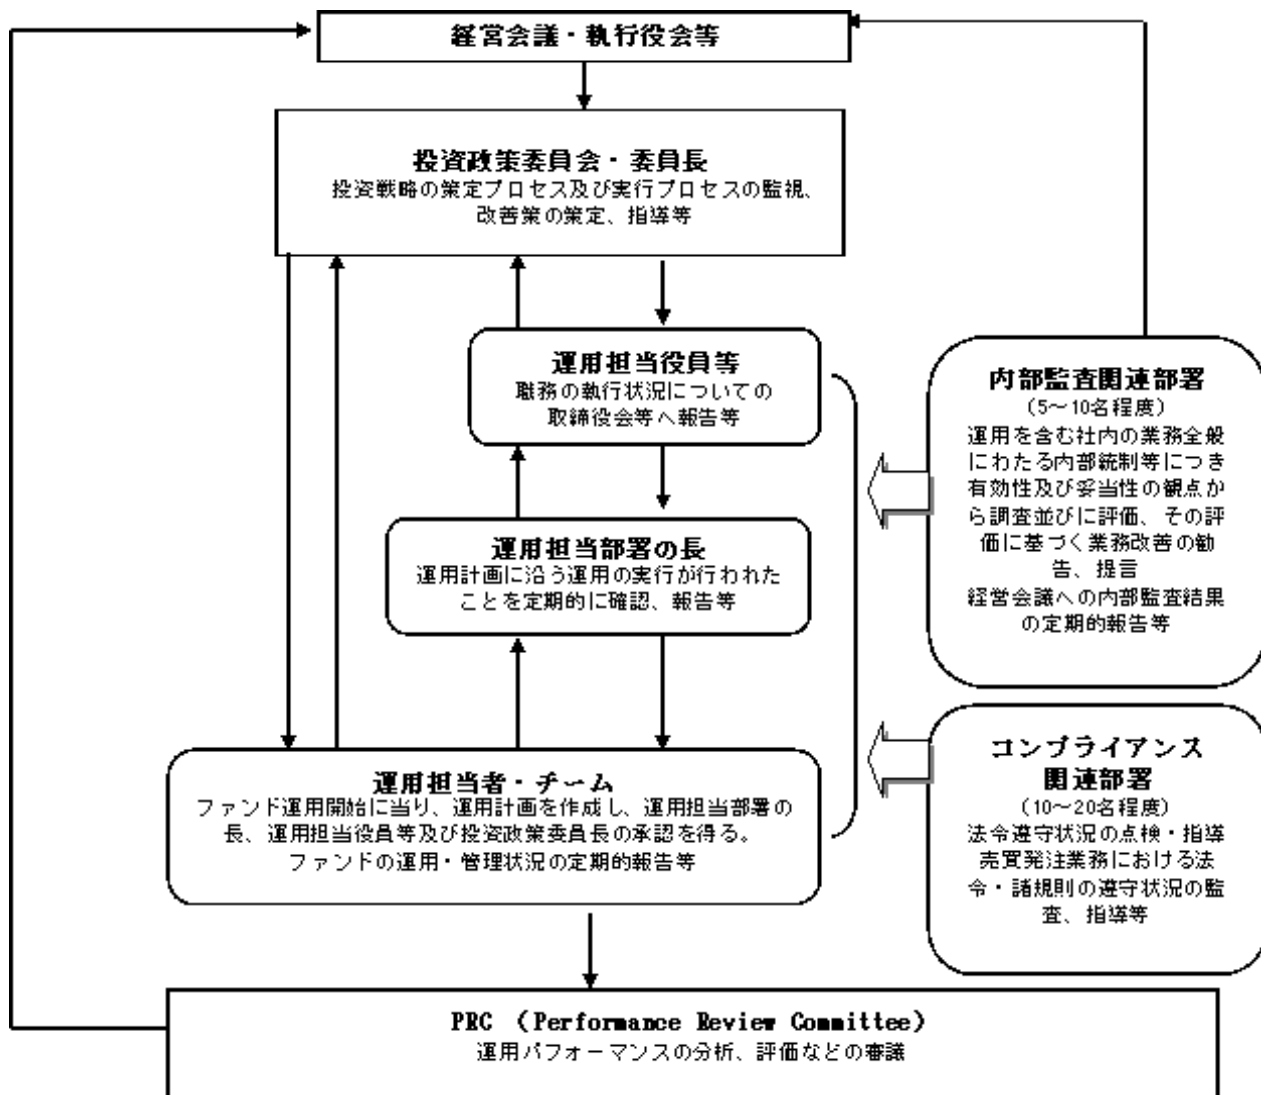 経営会議・執行役会等
投資政策委員会・委員長
投資戦略の策定プロセス及び実行プロセスの監視、
改善策の策定、指導等
運用担当役員等
職務の執行状況についての
取締役会等へ報告等
運用担当部署の長
運用計画に沿う運用の実行が行われた
ことを定期的に確認、報告等
運用担当者・チーム
ファンド運用開始に当り、運用計画を作成し、運用担当部署の
長、運用担当役員等及び投資政策委員長の承認を得る。
ファンドの運用・管理状況の定期的報告等
内部監査関連部署
（5～10名程度）
運用を含む社内の業務全般
にわたる内部統制等につき
有効性及び妥当性の観点か
ら調査並びに評価、その評
価に基づく業務改善の勧
告、提言
経営会議への内部監査結果
の定期的報告等
コンプライアンス
関連部署
（10～20名程度）
法令遵守状況の点検・指導
売買発注業務における法
令・諸規則の遵守状況の監
査、指導等
PRC （Performance Review Committee）
運用パフォーマンスの分析、評価などの審議